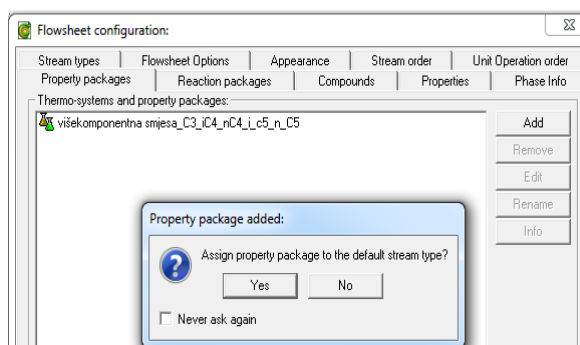 Flowsheet configuration:
Stream types Flowsheet Options Appearance Stream order Unit Operation order
Property packages Reaction packages Compounds Properties Phase Info
Thermo-systems and property packages:
višekomponentna smjesa_C3_iC4_nC4_i_c5_n_C5
Add
Remove
Edit
Rename
Info
Property package added:
Assign property package to the default stream type?
Yes No
Never ask again